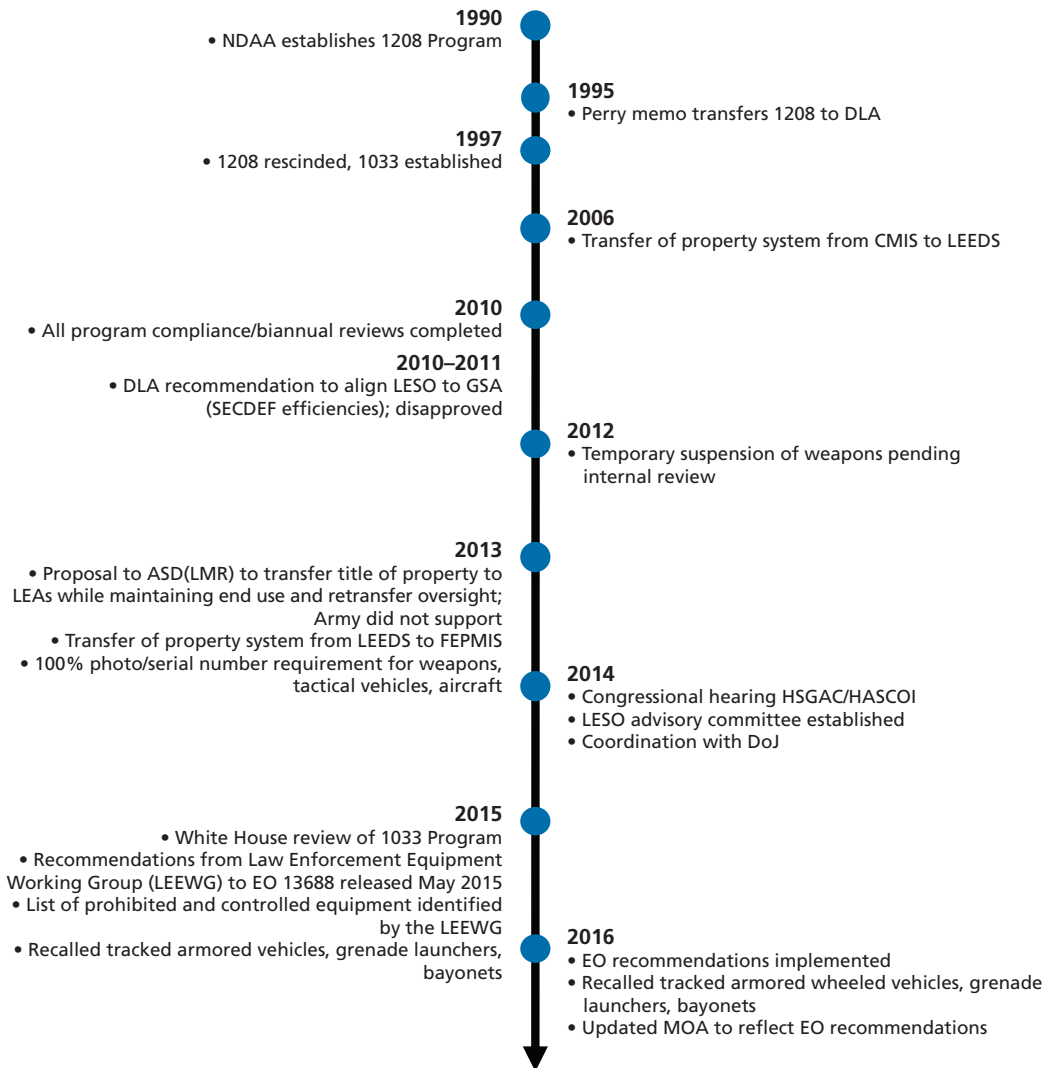 1990
• NDAA establishes 1208 Program
1995
• Perry memo transfers 1208 to DLA
1997
• 1208 rescinded, 1033 established
2006
• Transfer of property system from CMIS to LEEDS
2010
• All program compliance/biannual reviews completed
2010–2011
• DLA recommendation to align LESO to GSA
(SECDEF efficiencies); disapproved
2012
• Temporary suspension of weapons pending
internal review
2013
• Proposal to ASD(LMR) to transfer title of property to
LEAs while maintaining end use and retransfer oversight;
Army did not support
• Transfer of property system from LEEDS to FEPMIS
• 100% photo/serial number requirement for weapons,
tactical vehicles, aircraft
2014
• Congressional hearing HSGAC/HASCOI
• LESO advisory committee established
• Coordination with DoJ
2015
• White House review of 1033 Program
• Recommendations from Law Enforcement Equipment
Working Group (LEEWG) to EO 13688 released May 2015
• List of prohibited and controlled equipment identified
by the LEEWG
• Recalled tracked armored vehicles, grenade launchers,
bayonets
2016
• EO recommendations implemented
• Recalled tracked armored wheeled vehicles, grenade
launchers, bayonets
• Updated MOA to reflect EO recommendations